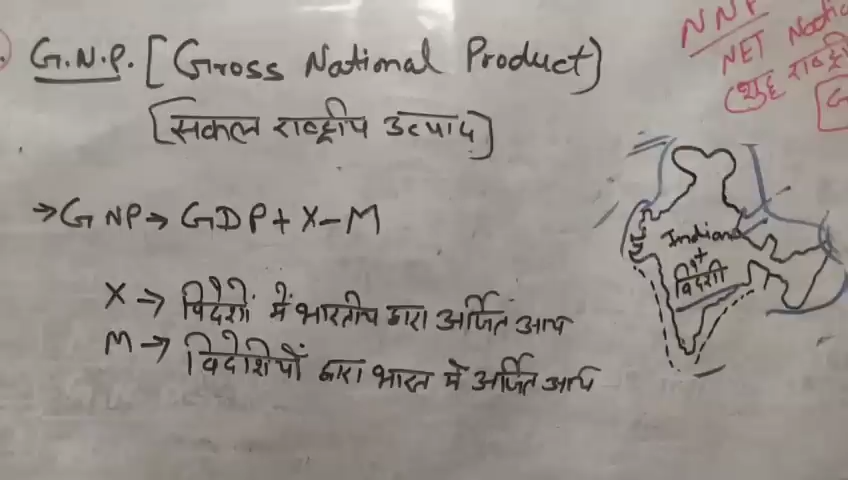 G.N.P. [Gross National Product)
[सकल राष्ट्रीय उत्पाद]
→ GNP → GDP + X - M
X → विदेशों में भारतीय द्वारा अर्जित आय
M → विदेशियों द्वारा भारत में अर्जित आय
Indian
+
विदेशी
NNP
NET
(शुद्ध राष्ट्री